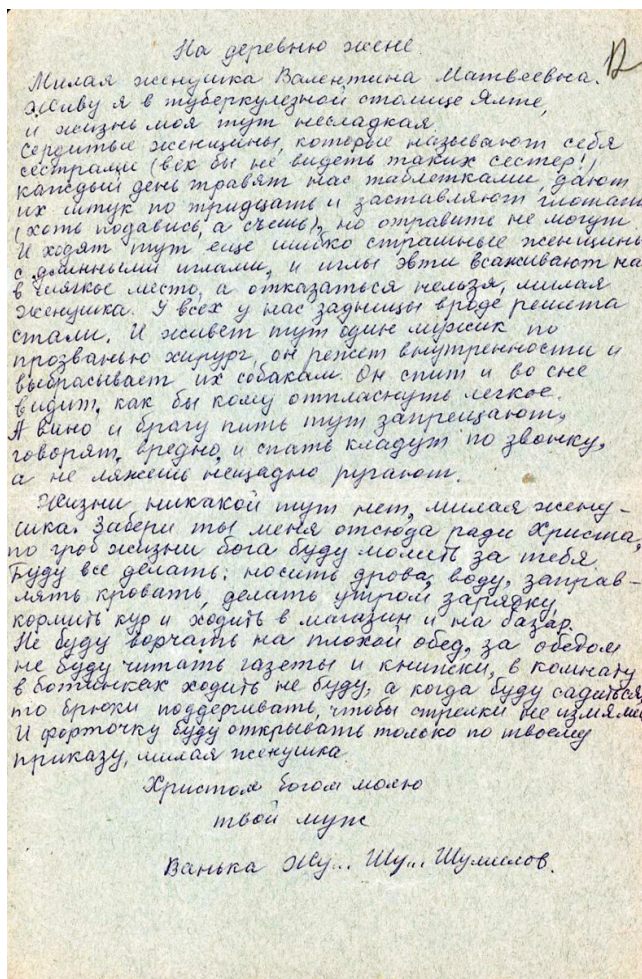 На деревню жене.
12
Милая женушка Валентина Матвеевна.
Живу я в туберкулезной столице Ялте,
и жизнь моя тут несладкая.
Сердитые женщины, которые называют себя
сестрами (век бы не видеть таких сестер!),
каждый день травят нас таблетками, дают
их штук по тридцать и заставляют глотать
(хоть подавись, а съешь), но отравить не могут.
И ходят тут еще шибко страшные женщины
с длинными иглами, и иглы эвти всаживают на
в мягкое место, а отказаться нельзя, милая
женушка. У всех у нас задницы вроде решета
стали. И живет тут один мужик по
прозванью хирург, он режет внутренности и
выбрасывает их собакам. Он спит и во сне
видит, как бы кому оттпласнуть легкое.
А вино и брагу пить тут запрещают,
говорят, вредно, и спать кладут по звонку,
а не ляжешь нещадно ругают.
Жизни никакой тут нет, милая жену-
шка. Забери ты меня отсюда ради Христа,
по гроб жизни бога буду молить за тебя.
Буду все делать: носить дрова, воду, заправ-
лять кровать, делать утром зарядку,
кормить кур и ходить в магазин и на базар.
Не буду ворчать на плохой обед, за обедом
не буду читать газеты и книжки, в комнату
в ботинках ходить не буду, а когда буду садиться,
то брюки поддергивать, чтобы стрелки не измялись
И форточку буду открывать только по твоему
приказу, милая женушка.
Христом богом молю
твой муж
Ванька Жу... Шу... Шумилов.